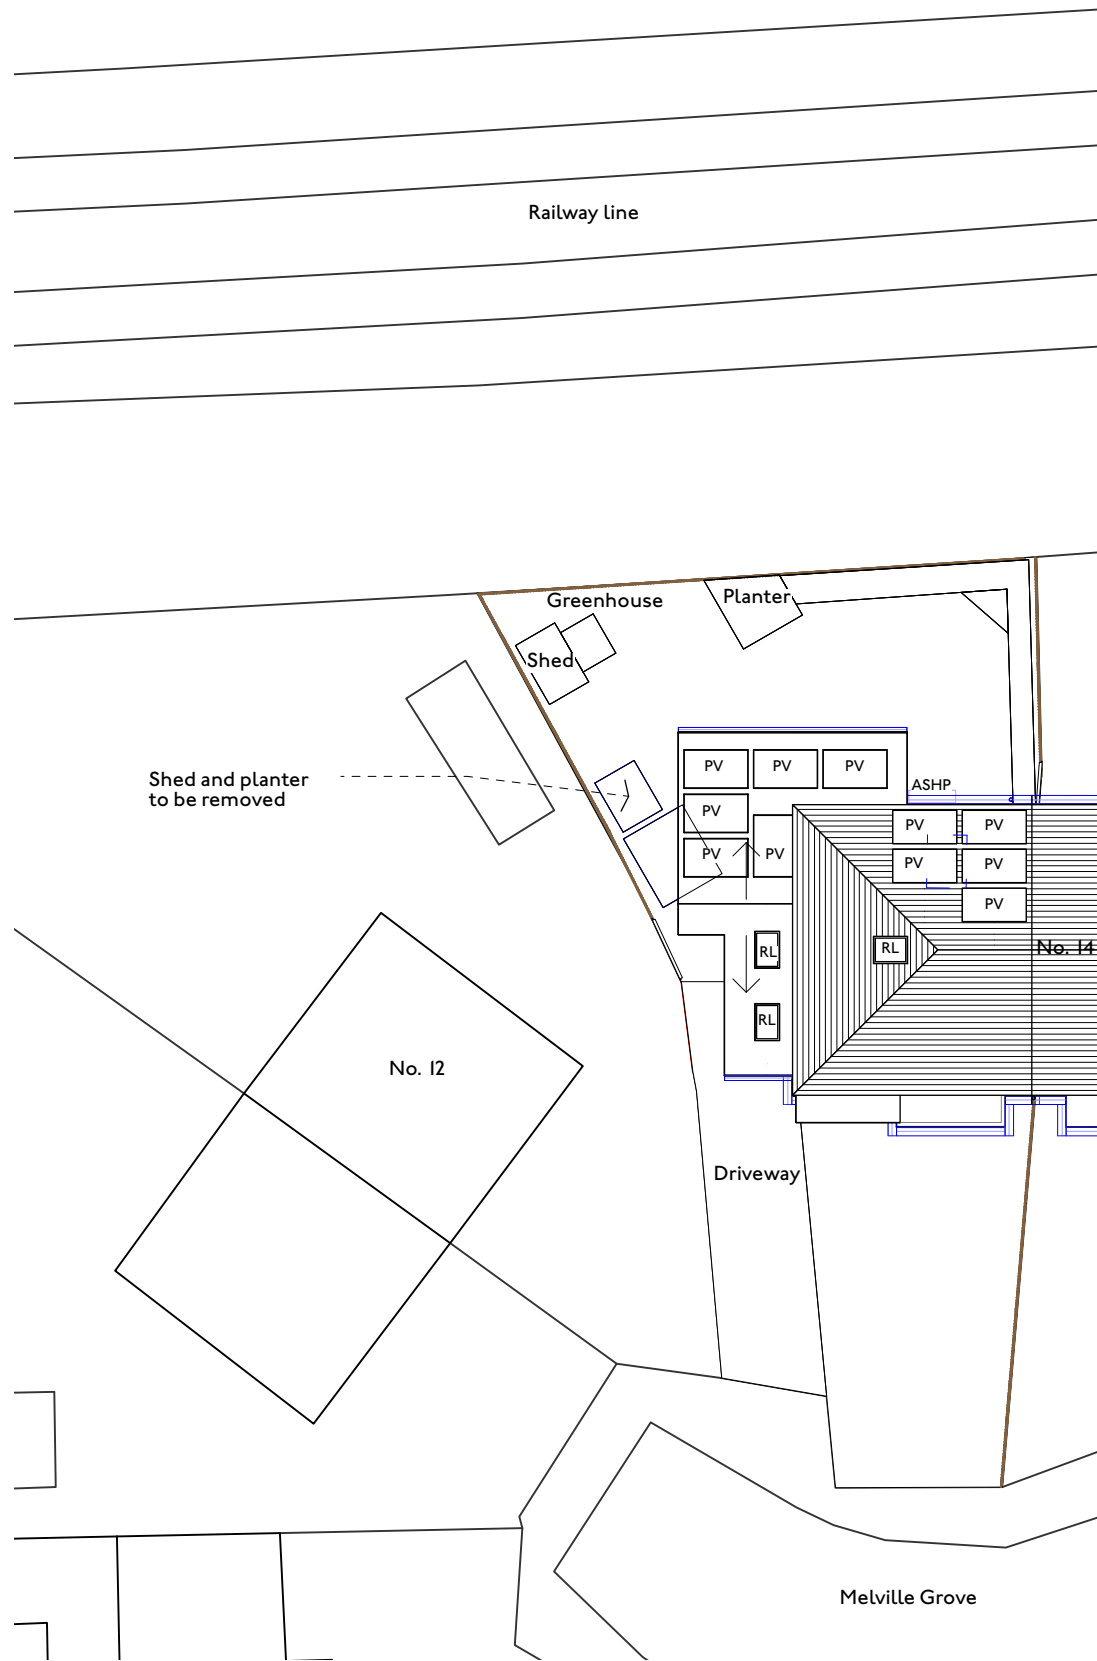 Railway line
Greenhouse
Planter
Shed
Shed and planter
to be removed
PV
PV
PV
ASHP
PV
PV
PV
PV
PV
PV
PV
PV
RL
RL
No. 14
RL
No. 12
Driveway
Melville Grove